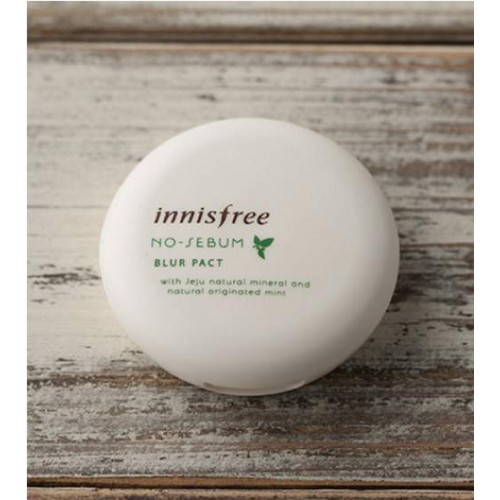 innisfree
NO-SEBUM
BLUR PACT
with Jeju natural mineral and
natural originated mint